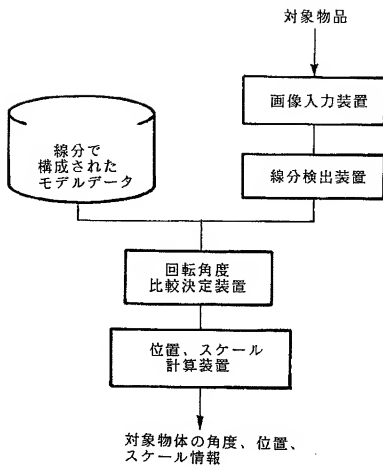 対象物品
画像入力装置
線分で
構成された
モデルデータ
線分検出装置
回転角度
比較決定装置
位置、スケール
計算装置
対象物体の角度、位置、
スケール情報